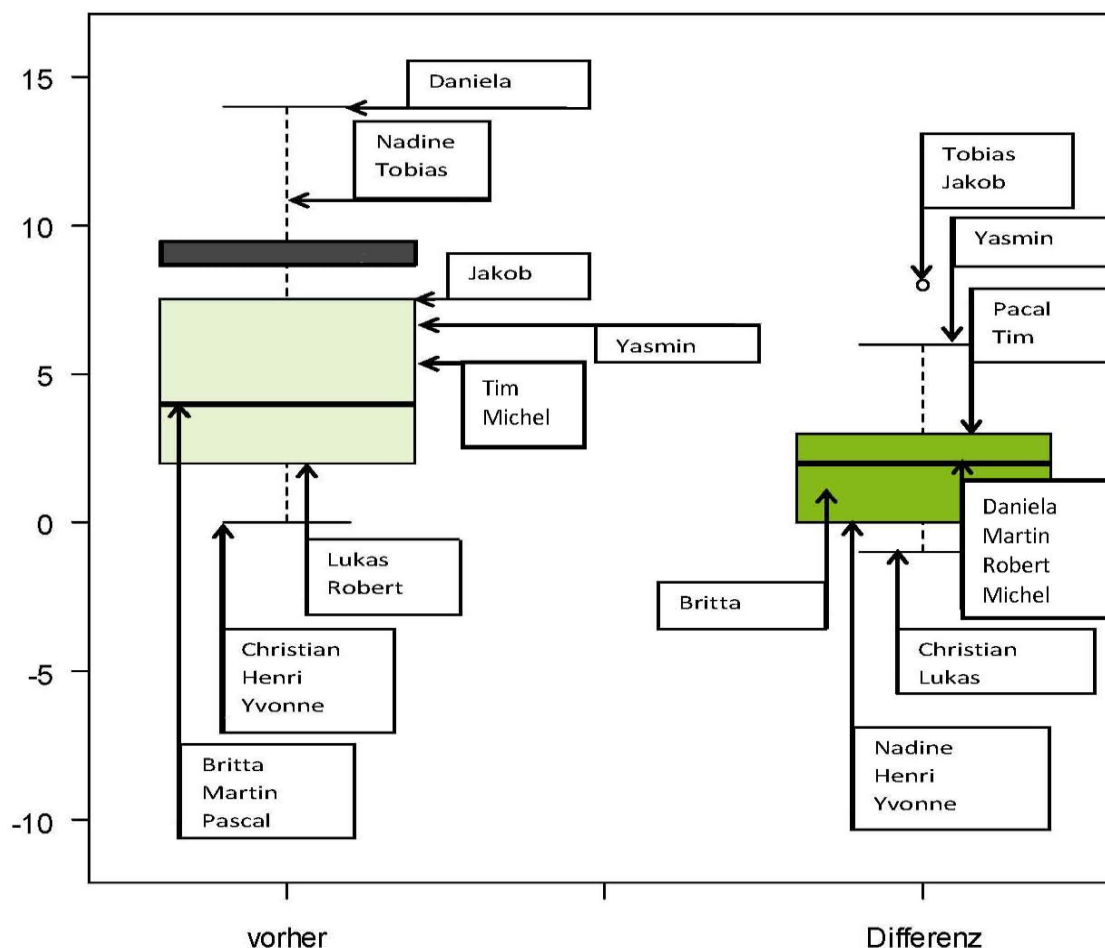 15
10
5
0
-5
-10
Daniela
Nadine
Tobias
Jakob
Yasmin
Tim
Michel
Lukas
Robert
Christian
Henri
Yvonne
Britta
Martin
Pascal
Tobias
Jakob
Yasmin
Pacal
Tim
Daniela
Martin
Robert
Michel
Britta
Christian
Lukas
Nadine
Henri
Yvonne
vorher
Differenz